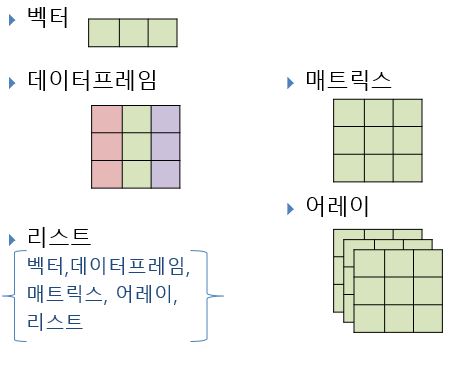 벡터
데이터프레임
매트릭스
어레이
리스트
벡터,데이터프레임,
매트릭스, 어레이,
리스트